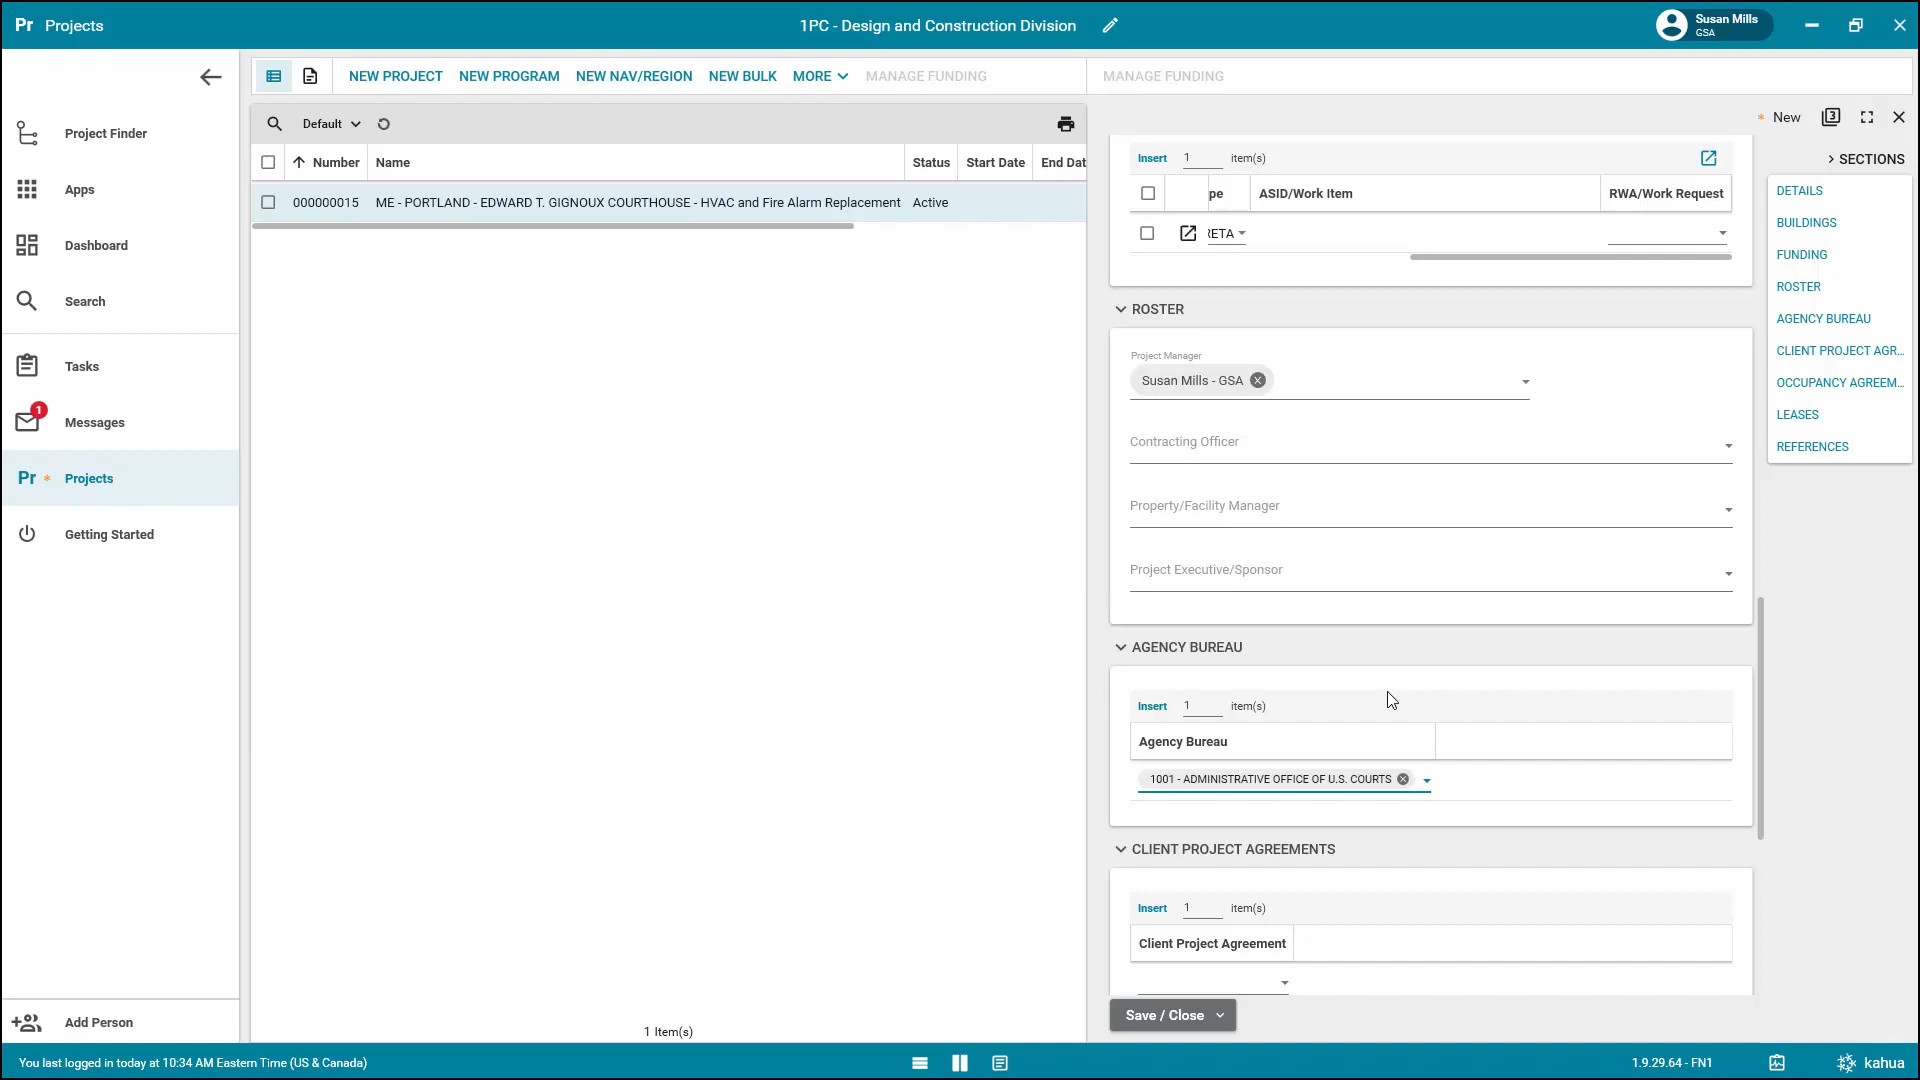 Pr Projects
1PC - Design and Construction Division
Susan Mills
GSA
NEW PROJECT NEW PROGRAM NEW NAV/REGION NEW BULK MORE MANAGE FUNDING
MANAGE FUNDING
Project Finder
Apps
Dashboard
Search
Tasks
1
Messages
Pr * Projects
Getting Started
Add Person
Default
Number Name Status Start Date End Dat
000000015 ME - PORTLAND - EDWARD T. GIGNOUX COURTHOUSE - HVAC and Fire Alarm Replacement Active
1 Item(s)
* New 3
Insert 1 item(s)
pe ASID/Work Item RWA/Work Request
RETA
ROSTER
Project Manager
Susan Mills - GSA
Contracting Officer
Property/Facility Manager
Project Executive/Sponsor
AGENCY BUREAU
Insert 1 item(s)
Agency Bureau
1001 - ADMINISTRATIVE OFFICE OF U.S. COURTS
CLIENT PROJECT AGREEMENTS
Insert 1 item(s)
Client Project Agreement
Save / Close
SECTIONS
DETAILS
BUILDINGS
FUNDING
ROSTER
AGENCY BUREAU
CLIENT PROJECT AGR...
OCCUPANCY AGREEM...
LEASES
REFERENCES
You last logged in today at 10:34 AM Eastern Time (US & Canada)
1.9.29.64 - FN1
kahua